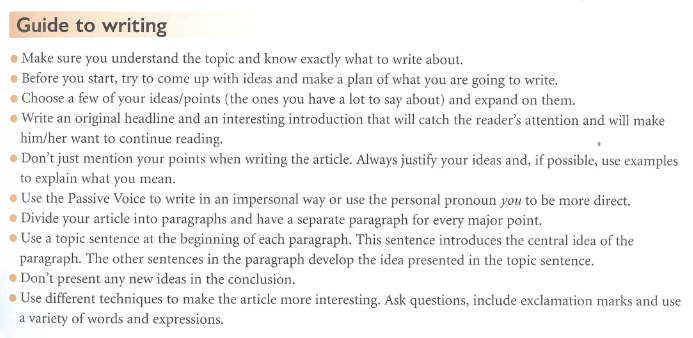 Guide to writing
● Make sure you understand the topic and know exactly what to write about.
● Before you start, try to come up with ideas and make a plan of what you are going to write.
● Choose a few of your ideas/points (the ones you have a lot to say about) and expand on them.
● Write an original headline and an interesting introduction that will catch the reader's attention and will make
him/her want to continue reading.
● Don't just mention your points when writing the article. Always justify your ideas and, if possible, use examples
to explain what you mean.
● Use the Passive Voice to write in an impersonal way or use the personal pronoun you to be more direct.
● Divide your article into paragraphs and have a separate paragraph for every major point.
● Use a topic sentence at the beginning of each paragraph. This sentence introduces the central idea of the
paragraph. The other sentences in the paragraph develop the idea presented in the topic sentence.
● Don't present any new ideas in the conclusion.
● Use different techniques to make the article more interesting. Ask questions, include exclamation marks and use
a variety of words and expressions.